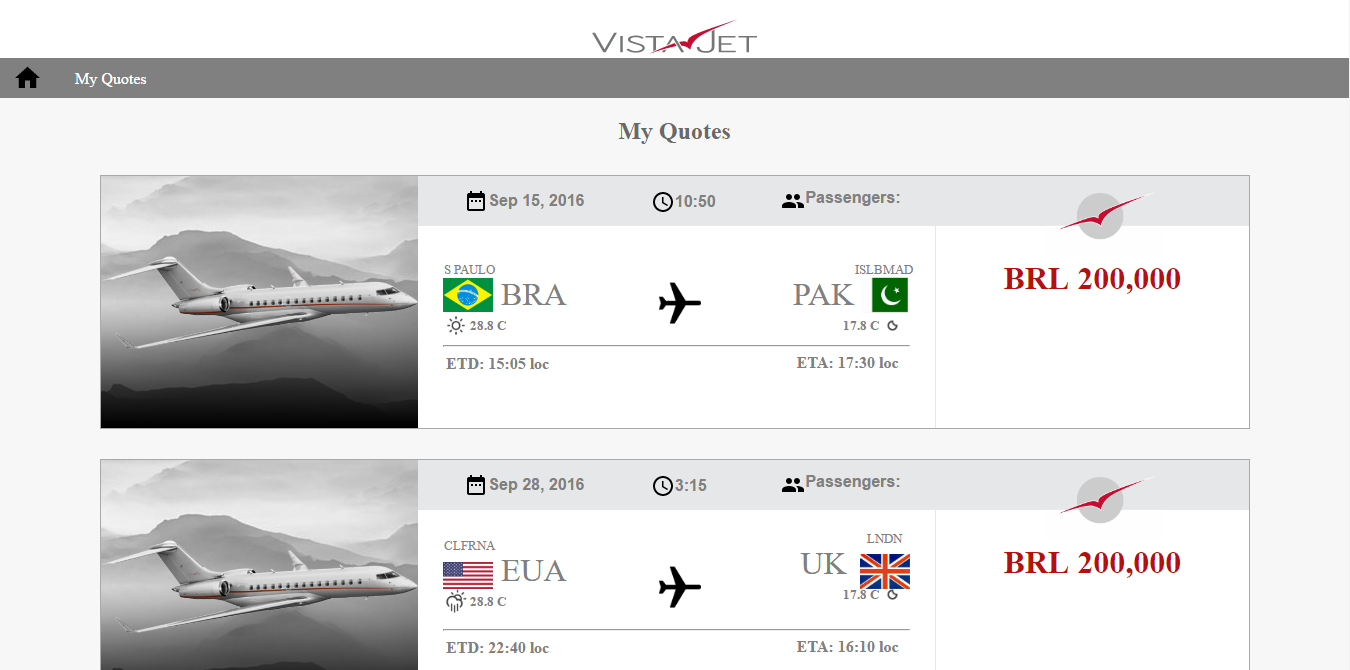 VISTAJET
My Quotes
My Quotes
Sep 15, 2016 10:50 Passengers:
S PAULO ISLBMAD
BRA PAK BRL 200,000
28.8 C 17.8 C
ETD: 15:05 loc ETA: 17:30 loc
Sep 28, 2016 3:15 Passengers:
CLFRNA LNDN
EUA UK BRL 200,000
28.8 C 17.8 C
ETD: 22:40 loc ETA: 16:10 loc